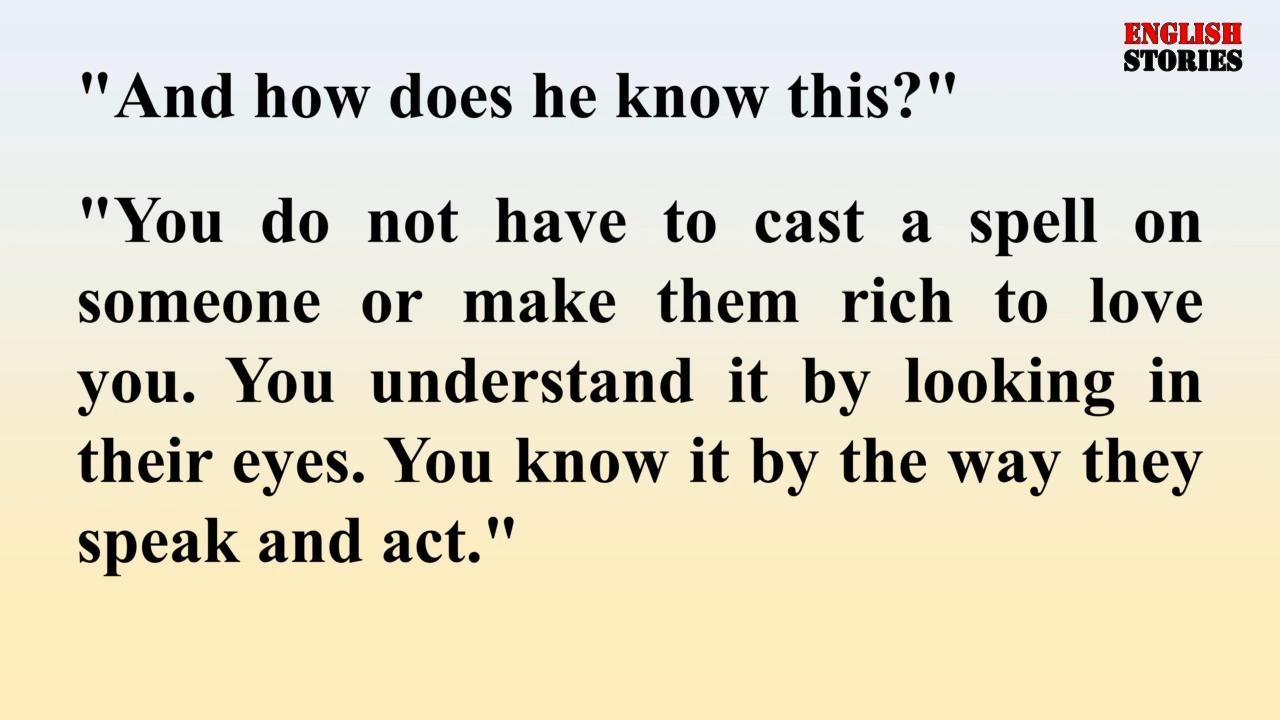 ENGLISH
STORIES
"And how does he know this?"
"You do not have to cast a spell on
someone or make them rich to love
you. You understand it by looking in
their eyes. You know it by the way they
speak and act."